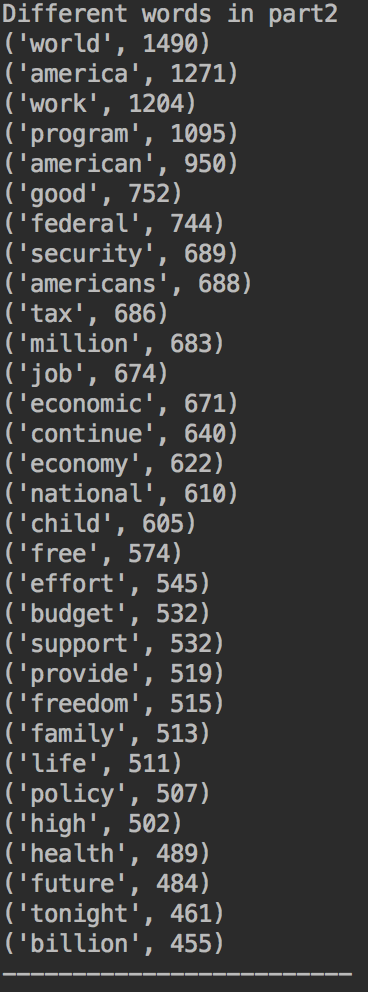 Different words in part2
('world', 1490)
('america', 1271)
('work', 1204)
('program', 1095)
('american', 950)
('good', 752)
('federal', 744)
('security', 689)
('americans', 688)
('tax', 686)
('million', 683)
('job', 674)
('economic', 671)
('continue', 640)
('economy', 622)
('national', 610)
('child', 605)
('free', 574)
('effort', 545)
('budget', 532)
('support', 532)
('provide', 519)
('freedom', 515)
('family', 513)
('life', 511)
('policy', 507)
('high', 502)
('health', 489)
('future', 484)
('tonight', 461)
('billion', 455)
-------------------------